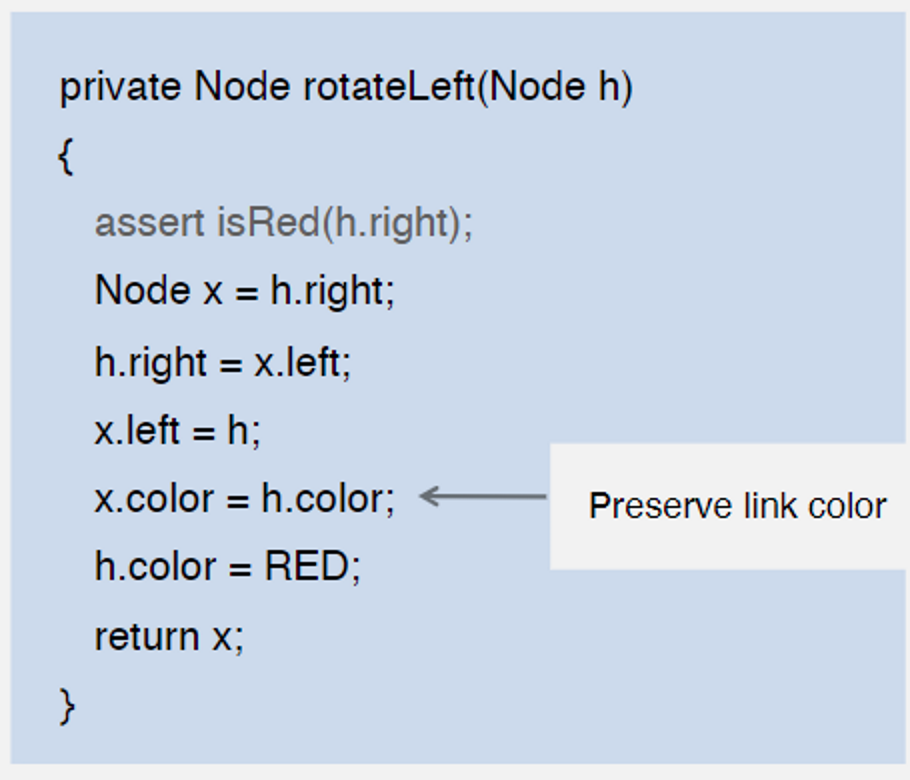 private Node rotateLeft(Node h)
{
assert isRed(h.right);
Node x = h.right;
h.right = x.left;
x.left = h;
x.color = h.color;
Preserve link color
h.color = RED;
return x;
}